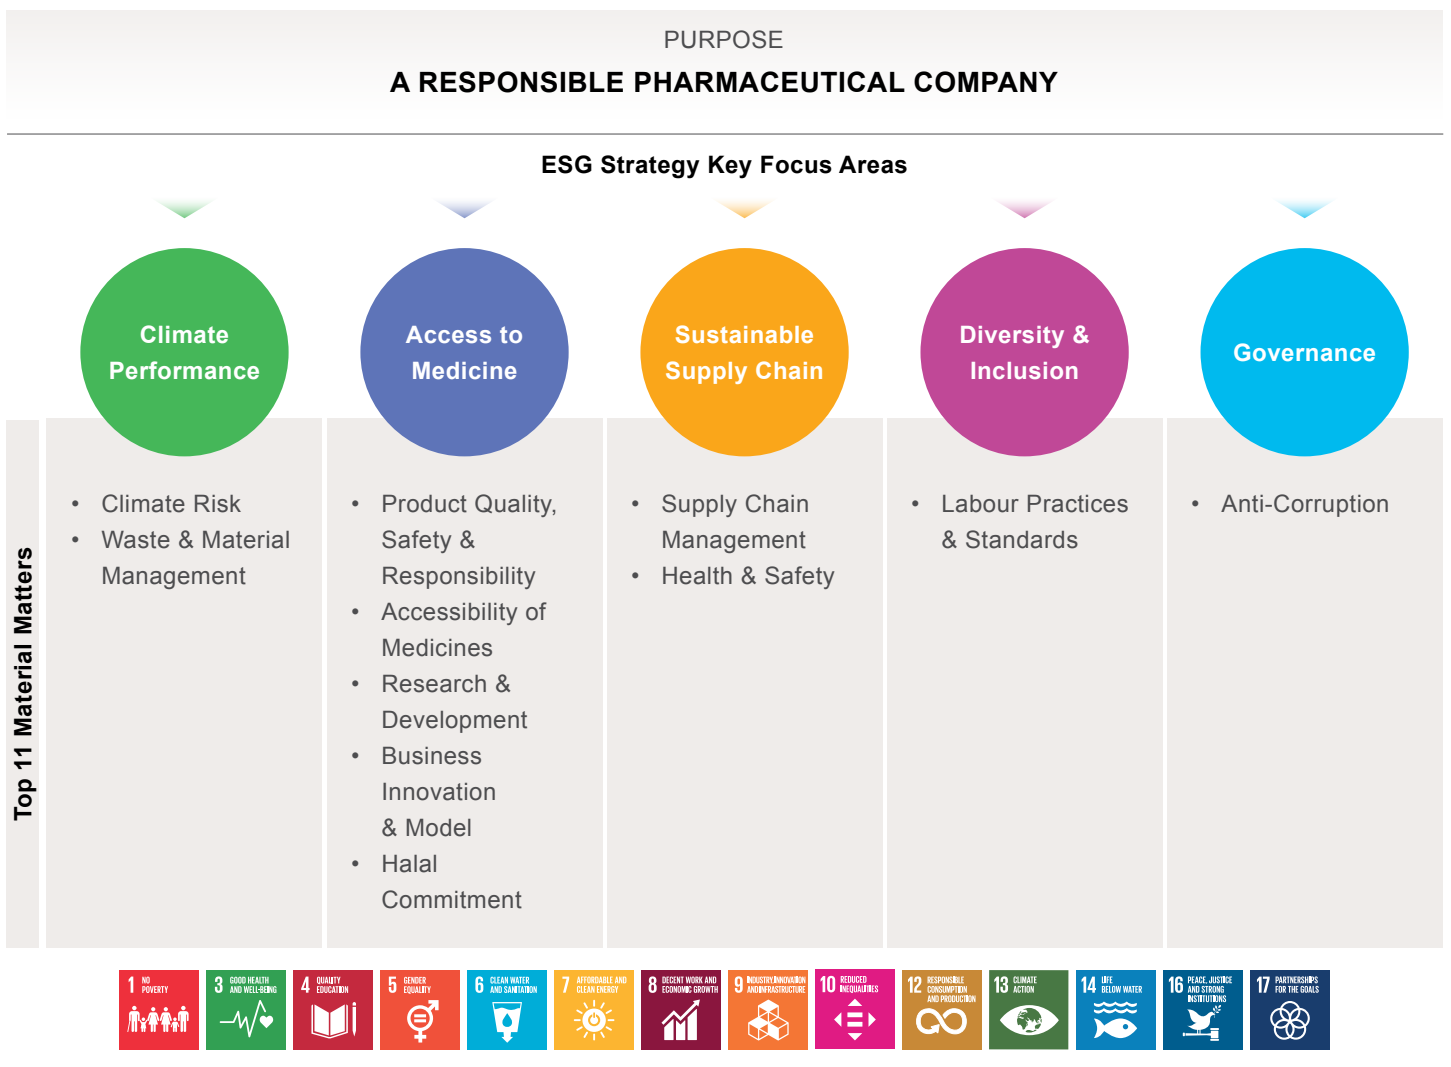 PURPOSE
A RESPONSIBLE PHARMACEUTICAL COMPANY
ESG Strategy Key Focus Areas
Climate
Performance
Access to
Medicine
Sustainable
Supply Chain
Diversity &
Inclusion
Governance
Top 11 Material Matters
• Climate Risk
• Waste & Material
Management
• Product Quality,
Safety &
Responsibility
• Accessibility of
Medicines
• Research &
Development
• Business
Innovation
& Model
• Halal
Commitment
• Supply Chain
Management
• Health & Safety
• Labour Practices
& Standards
• Anti-Corruption
1 NO
POVERTY
3 GOOD HEALTH
AND WELL-BEING
4 QUALITY
EDUCATION
5 GENDER
EQUALITY
6 CLEAN WATER
AND SANITATION
7 AFFORDABLE AND
CLEAN ENERGY
8 DECENT WORK AND
ECONOMIC GROWTH
9 INDUSTRY, INNOVATION
AND INFRASTRUCTURE
10 REDUCED
INEQUALITIES
12 RESPONSIBLE
CONSUMPTION
AND PRODUCTION
13 CLIMATE
ACTION
14 LIFE
BELOW WATER
16 PEACE, JUSTICE
AND STRONG
INSTITUTIONS
17 PARTNERSHIPS
FOR THE GOALS